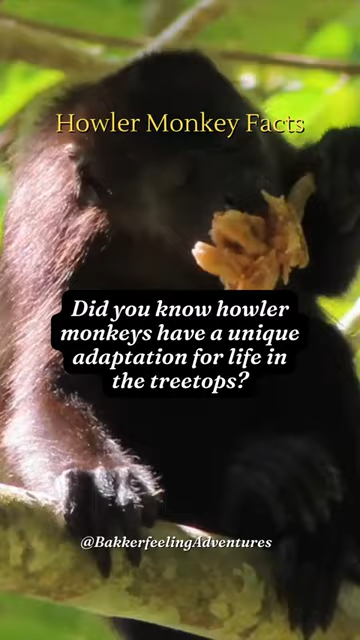 Howler Monkey Facts
Did you know howler
monkeys have a unique
adaptation for life in
the treetops?
@BakkerfeelingAdventures